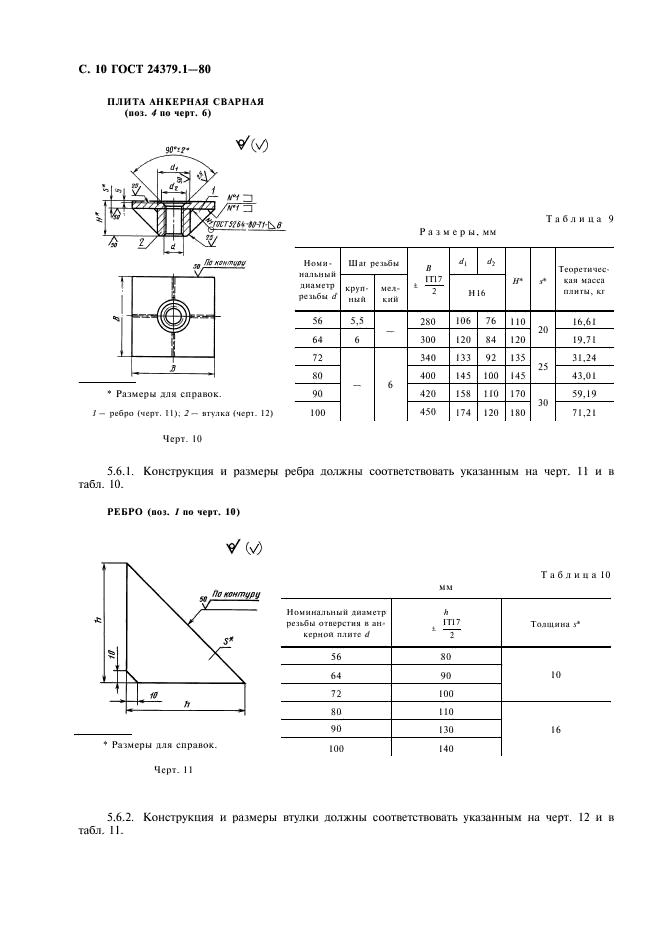 С. 10 ГОСТ 24379.1—80
ПЛИТА АНКЕРНАЯ СВАРНАЯ
(поз. 4 по черт. 6)
90°±2°
d₁
d₂
25
S*
H*
50
1
№1
№1
ГОСТ 5264-80-Т1-
2
d
По контуру
50
В
В
* Размеры для справок.
1 — ребро (черт. 11); 2 — втулка (черт. 12)
Черт. 10
Таблица 9
Размеры, мм
Номинальный диаметр резьбы d | Шаг резьбы | B ± IT17/2 | d₁ | d₂ | H* | s* | Теоретическая масса плиты, кг
крупный | мелкий | H16
56 | 5,5 | — | 280 | 106 | 76 | 110 | 20 | 16,61
64 | 6 | 300 | 120 | 84 | 120 | 19,71
72 | — | 6 | 340 | 133 | 92 | 135 | 25 | 31,24
80 | 400 | 145 | 100 | 145 | 43,01
90 | 420 | 158 | 110 | 170 | 30 | 59,19
100 | 450 | 174 | 120 | 180 | 71,21
5.6.1. Конструкция и размеры ребра должны соответствовать указанным на черт. 11 и в
табл. 10.
РЕБРО (поз. 1 по черт. 10)
По контуру
50
S*
h
10
10
h
* Размеры для справок.
Черт. 11
Таблица 10
мм
Номинальный диаметр
резьбы отверстия в ан-
керной плите d
h
± IT17/2
Толщина s*
56 | 80 | 10
64 | 90
72 | 100
80 | 110 | 16
90 | 130
100 | 140
5.6.2. Конструкция и размеры втулки должны соответствовать указанным на черт. 12 и в
табл. 11.